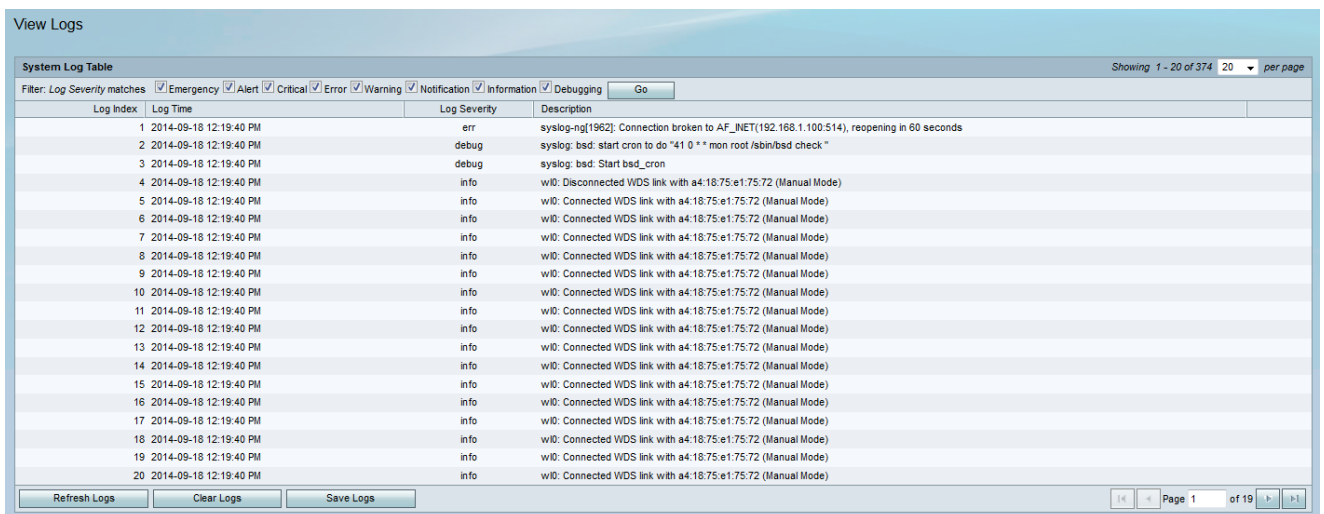 View Logs
System Log Table Showing 1 - 20 of 374 20 per page
Filter: Log Severity matches Emergency Alert Critical Error Warning Notification Information Debugging Go
Log Index Log Time Log Severity Description
1 2014-09-18 12:19:40 PM err syslog-ng[1962]: Connection broken to AF_INET(192.168.1.100:514), reopening in 60 seconds
2 2014-09-18 12:19:40 PM debug syslog: bsd: start cron to do "41 0 * * mon root /sbin/bsd check "
3 2014-09-18 12:19:40 PM debug syslog: bsd: Start bsd_cron
4 2014-09-18 12:19:40 PM info wl0: Disconnected WDS link with a4:18:75:e1:75:72 (Manual Mode)
5 2014-09-18 12:19:40 PM info wl0: Connected WDS link with a4:18:75:e1:75:72 (Manual Mode)
6 2014-09-18 12:19:40 PM info wl0: Connected WDS link with a4:18:75:e1:75:72 (Manual Mode)
7 2014-09-18 12:19:40 PM info wl0: Connected WDS link with a4:18:75:e1:75:72 (Manual Mode)
8 2014-09-18 12:19:40 PM info wl0: Connected WDS link with a4:18:75:e1:75:72 (Manual Mode)
9 2014-09-18 12:19:40 PM info wl0: Connected WDS link with a4:18:75:e1:75:72 (Manual Mode)
10 2014-09-18 12:19:40 PM info wl0: Connected WDS link with a4:18:75:e1:75:72 (Manual Mode)
11 2014-09-18 12:19:40 PM info wl0: Connected WDS link with a4:18:75:e1:75:72 (Manual Mode)
12 2014-09-18 12:19:40 PM info wl0: Connected WDS link with a4:18:75:e1:75:72 (Manual Mode)
13 2014-09-18 12:19:40 PM info wl0: Connected WDS link with a4:18:75:e1:75:72 (Manual Mode)
14 2014-09-18 12:19:40 PM info wl0: Connected WDS link with a4:18:75:e1:75:72 (Manual Mode)
15 2014-09-18 12:19:40 PM info wl0: Connected WDS link with a4:18:75:e1:75:72 (Manual Mode)
16 2014-09-18 12:19:40 PM info wl0: Connected WDS link with a4:18:75:e1:75:72 (Manual Mode)
17 2014-09-18 12:19:40 PM info wl0: Connected WDS link with a4:18:75:e1:75:72 (Manual Mode)
18 2014-09-18 12:19:40 PM info wl0: Connected WDS link with a4:18:75:e1:75:72 (Manual Mode)
19 2014-09-18 12:19:40 PM info wl0: Connected WDS link with a4:18:75:e1:75:72 (Manual Mode)
20 2014-09-18 12:19:40 PM info wl0: Connected WDS link with a4:18:75:e1:75:72 (Manual Mode)
Refresh Logs Clear Logs Save Logs Page 1 of 19